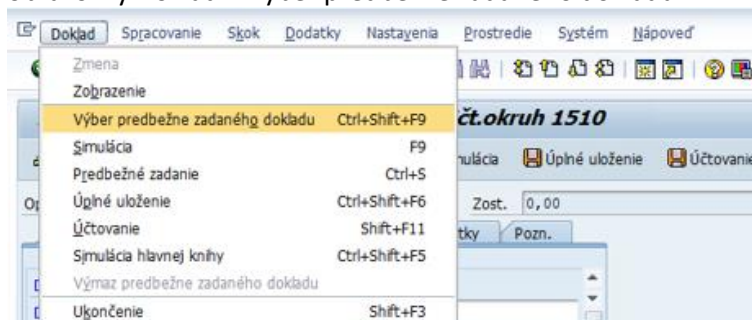 Doklad Spracovanie Skok Dodatky Nastavenia Prostredie Systém Nápoveď
Zmena
Zobrazenie
Výber predbežne zadaného dokladu Ctrl+Shift+F9
čt.okruh 1510
Simulácia F9
Úplné uloženie Účtovanie
Predbežné zadanie Ctrl+S
Úplné uloženie Ctrl+Shift+F6
Zost. 0,00
Účtovanie Shift+F11
Pozn.
Simulácia hlavnej knihy Ctrl+Shift+F5
Výmaz predbežne zadaného dokladu
Ukončenie Shift+F3